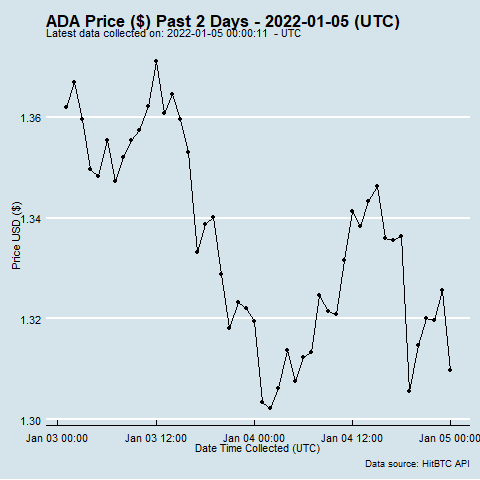 ADA Price ($) Past 2 Days - 2022-01-05 (UTC)
Latest data collected on: 2022-01-05 00:00:11  - UTC
1.36
1.34
1.32
1.30
Price USD ($)
Jan 03 00:00
Jan 03 12:00
Jan 04 00:00
Jan 04 12:00
Jan 05 00:00
Date Time Collected (UTC)
Data source: HitBTC API